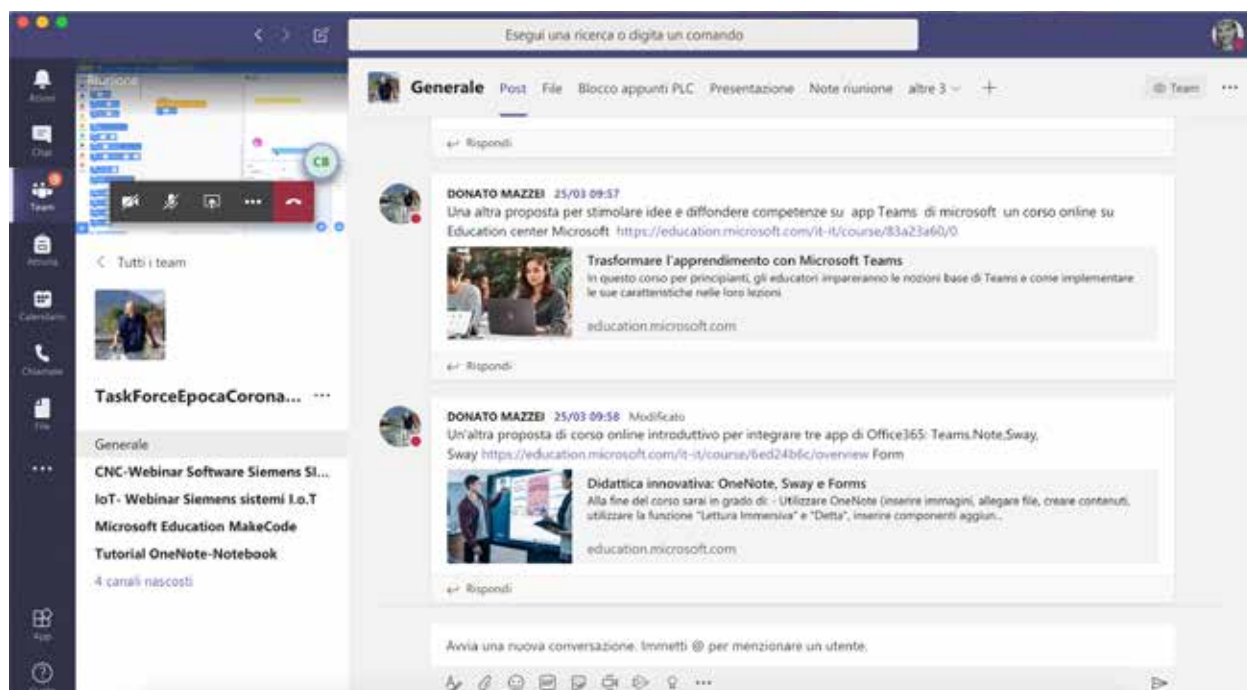 Esegui una ricerca o digita un comando
Riunione
CB
Chat
Team
Attività
Calendario
Chiamate
File
App
Tutti i team
TaskForceEpocaCorona... ...
Generale
CNC-Webinar Software Siemens SI...
IoT- Webinar Siemens sistemi I.o.T
Microsoft Education MakeCode
Tutorial OneNote-Notebook
4 canali nascosti
Generale Post File Blocco appunti PLC Presentazione Note riunione altre 3 +
Team ...
Rispondi
DONATO MAZZEI 25/03 09:57
Una altra proposta per stimolare idee e diffondere competenze su app Teams di microsoft un corso online su
Education center Microsoft https://education.microsoft.com/it-it/course/83a23a60/0.
Trasformare l'apprendimento con Microsoft Teams
In questo corso per principianti, gli educatori impareranno le nozioni base di Teams e come implementare
le sue caratteristiche nelle loro lezioni
education.microsoft.com
Rispondi
DONATO MAZZEI 25/03 09:58 Modificato
Un'altra proposta di corso online introduttivo per integrare tre app di Office365: Teams.Note,Sway,
Sway https://education.microsoft.com/it-it/course/6ed24b6c/overview Form
Didattica innovativa: OneNote, Sway e Forms
Alla fine del corso sarai in grado di: - Utilizzare OneNote (inserire immagini, allegare file, creare contenuti,
utilizzare la funzione "Lettura Immersiva" e "Detta", inserire componenti aggiun...
education.microsoft.com
Rispondi
Avvia una nuova conversazione. Immetti @ per menzionare un utente.